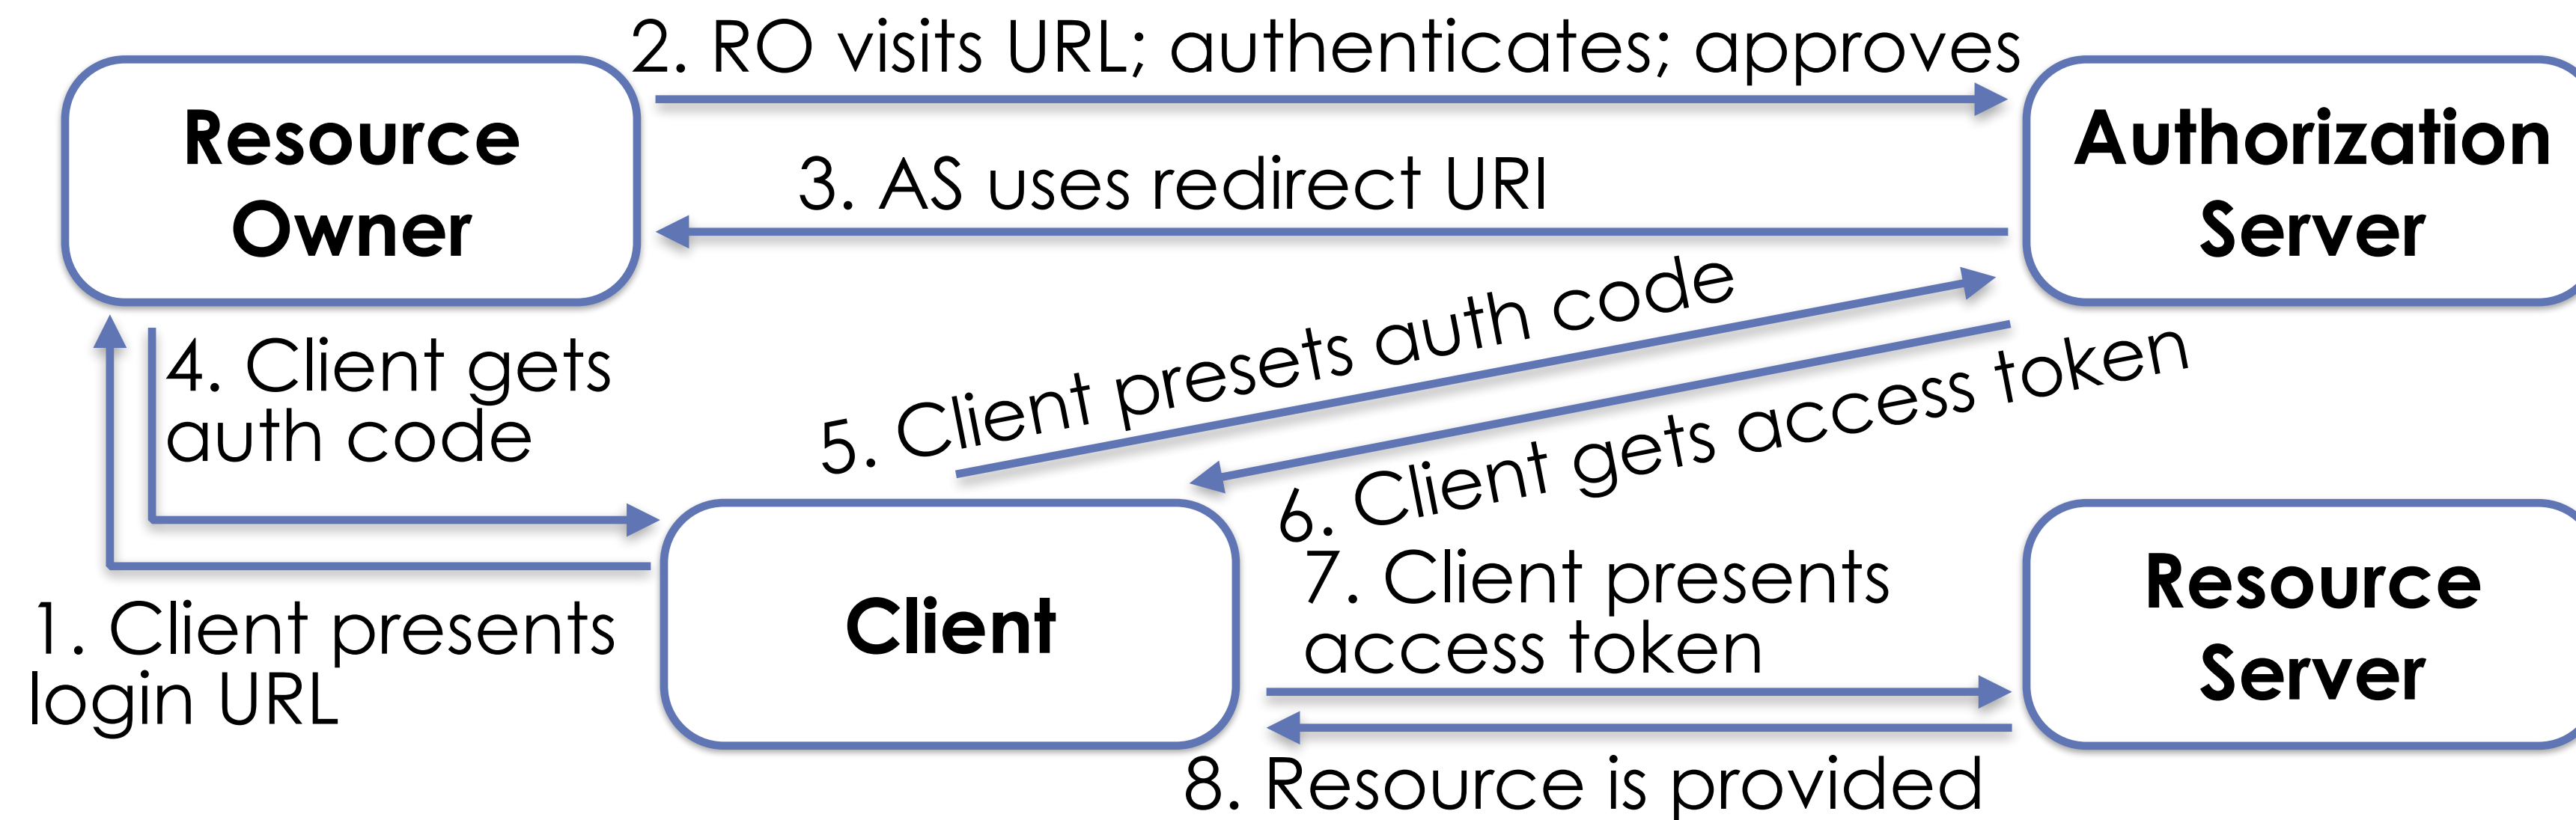 2. RO visits URL; authenticates; approves
Resource
Owner
Authorization
Server
3. AS uses redirect URI
4. Client gets
auth code
5. Client presets auth code
6. Client gets access token
1. Client presents
login URL
Client
7. Client presents
access token
Resource
Server
8. Resource is provided